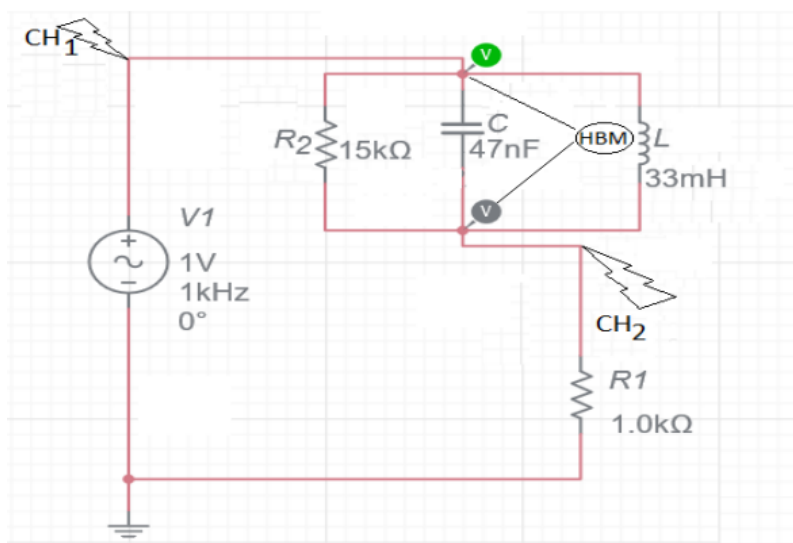 CH1
V
R2
15kΩ
C
47nF
HBM
L
33mH
V
V1
1V
1kHz
0°
CH2
R1
1.0kΩ